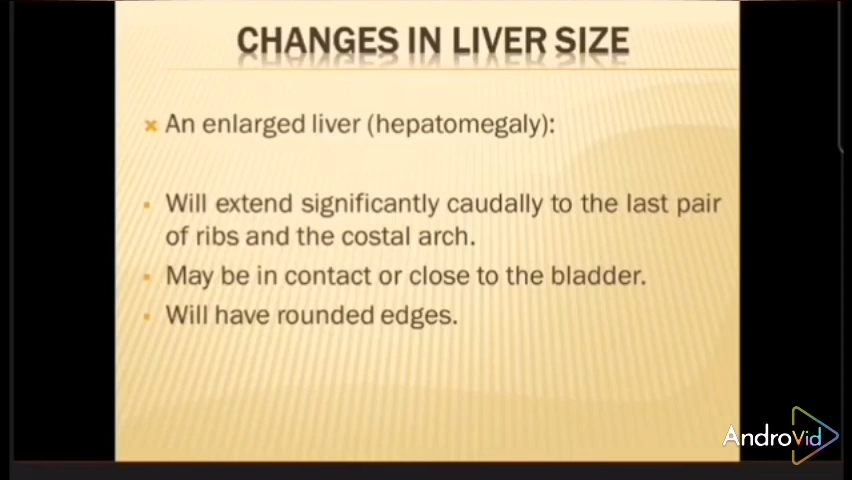 CHANGES IN LIVER SIZE
An enlarged liver (hepatomegaly):
Will extend significantly caudally to the last pair
of ribs and the costal arch.
May be in contact or close to the bladder.
Will have rounded edges.
AndroVid